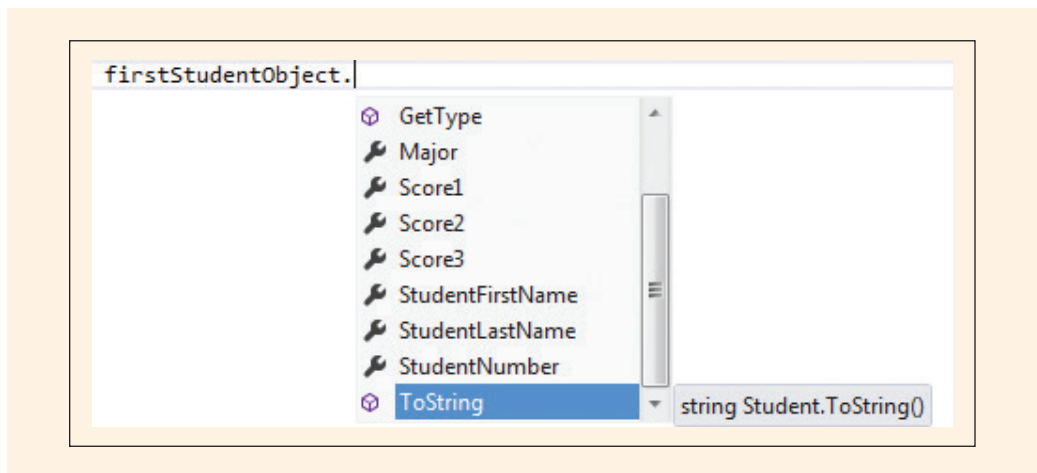 firstStudentObject.
GetType
Major
Score1
Score2
Score3
StudentFirstName
StudentLastName
StudentNumber
ToString string Student.ToString()